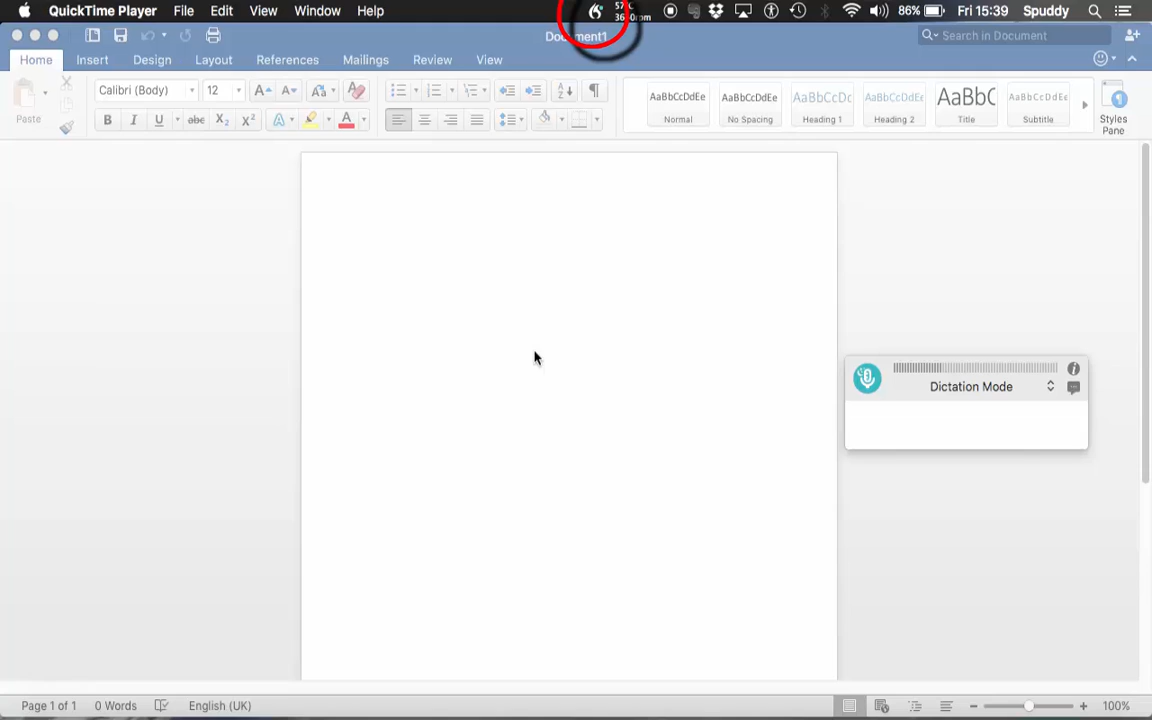 QuickTime Player File Edit View Window Help 86% Fri 15:39 Spuddy
Search in Document
Home Insert Design Layout References Mailings Review View
Calibri (Body) 12
AaBbCcDdEe AaBbCcDdEe AaBbCcDc AaBbCcDdEe AaBbC AaBbCcDdEe
Paste
Normal No Spacing Heading 1 Heading 2 Title Subtitle Styles Pane
Dictation Mode
Page 1 of 1 0 Words English (UK) 100%